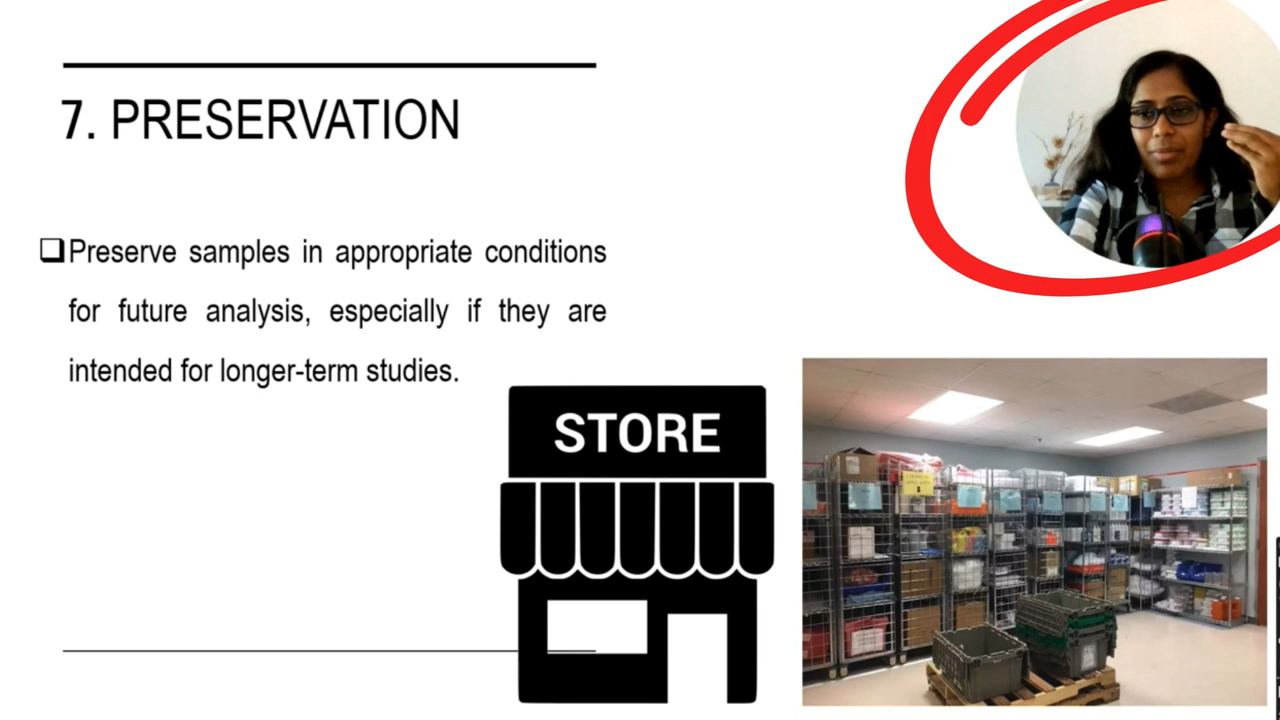 7. PRESERVATION
Preserve samples in appropriate conditions
for future analysis, especially if they are
intended for longer-term studies.
STORE